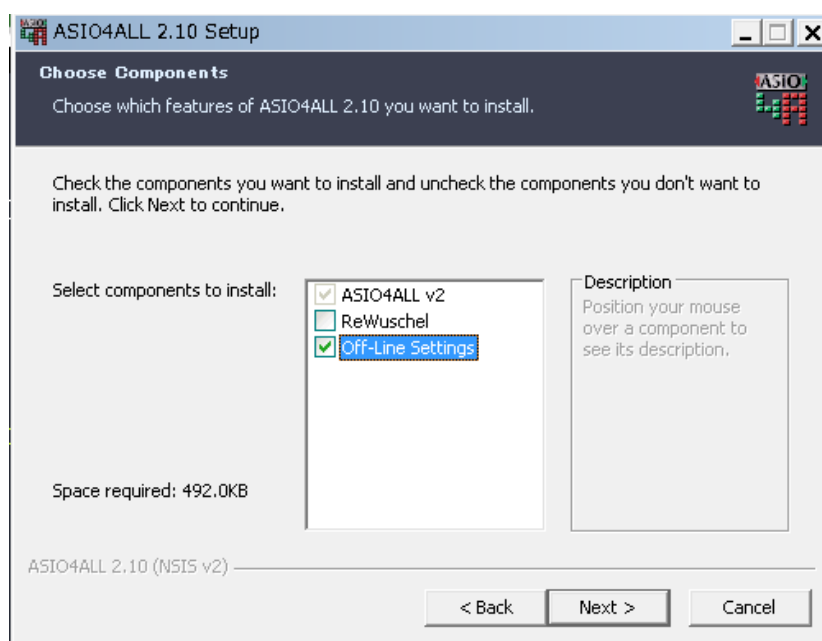 ASIO4ALL 2.10 Setup
Choose Components
Choose which features of ASIO4ALL 2.10 you want to install.
ASIO
Check the components you want to install and uncheck the components you don't want to
install. Click Next to continue.
Select components to install:
ASIO4ALL v2
ReWuschel
Off-Line Settings
Description
Position your mouse
over a component to
see its description.
Space required: 492.0KB
ASIO4ALL 2.10 (NSIS v2)
< Back
Next >
Cancel